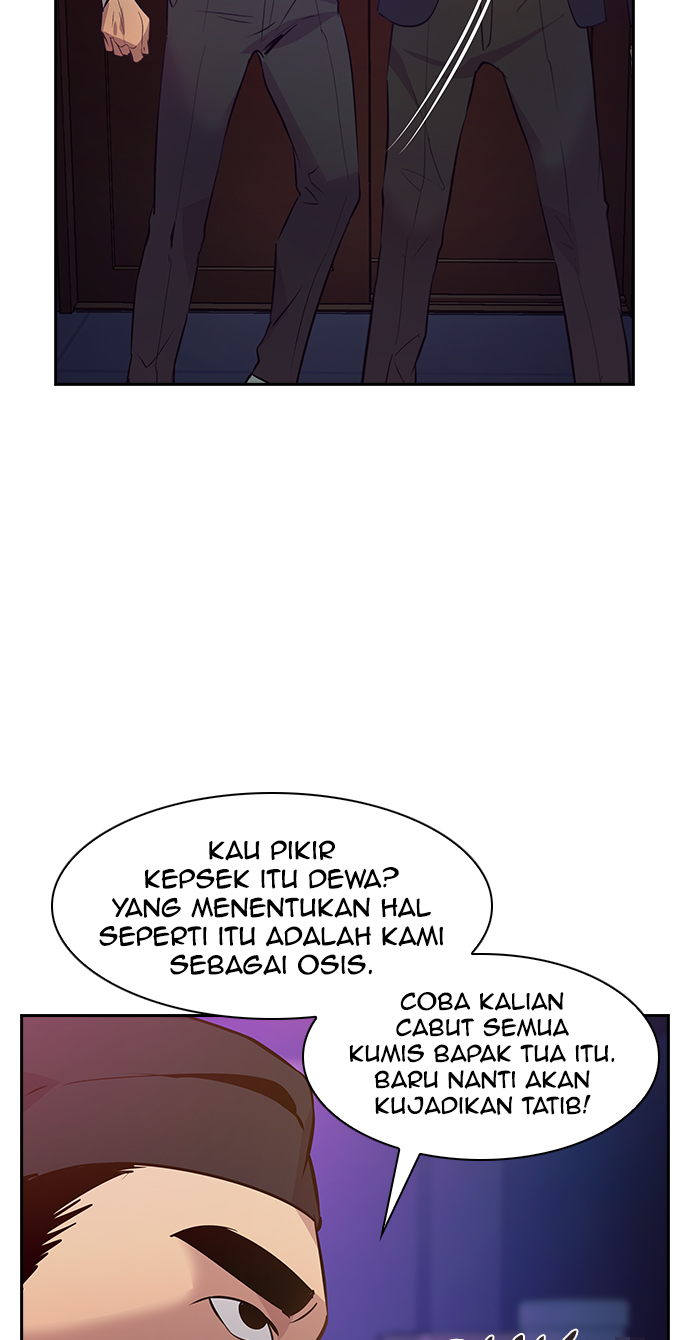 KAU PIKIR
KEPSEK ITU DEWA?
YANG MENENTUKAN HAL
SEPERTI ITU ADALAH KAMI
SEBAGAI OSIS.
COBA KALIAN
CABUT SEMUA
KUMIS BAPAK TUA ITU.
BARU NANTI AKAN
KUJADIKAN TATIB!